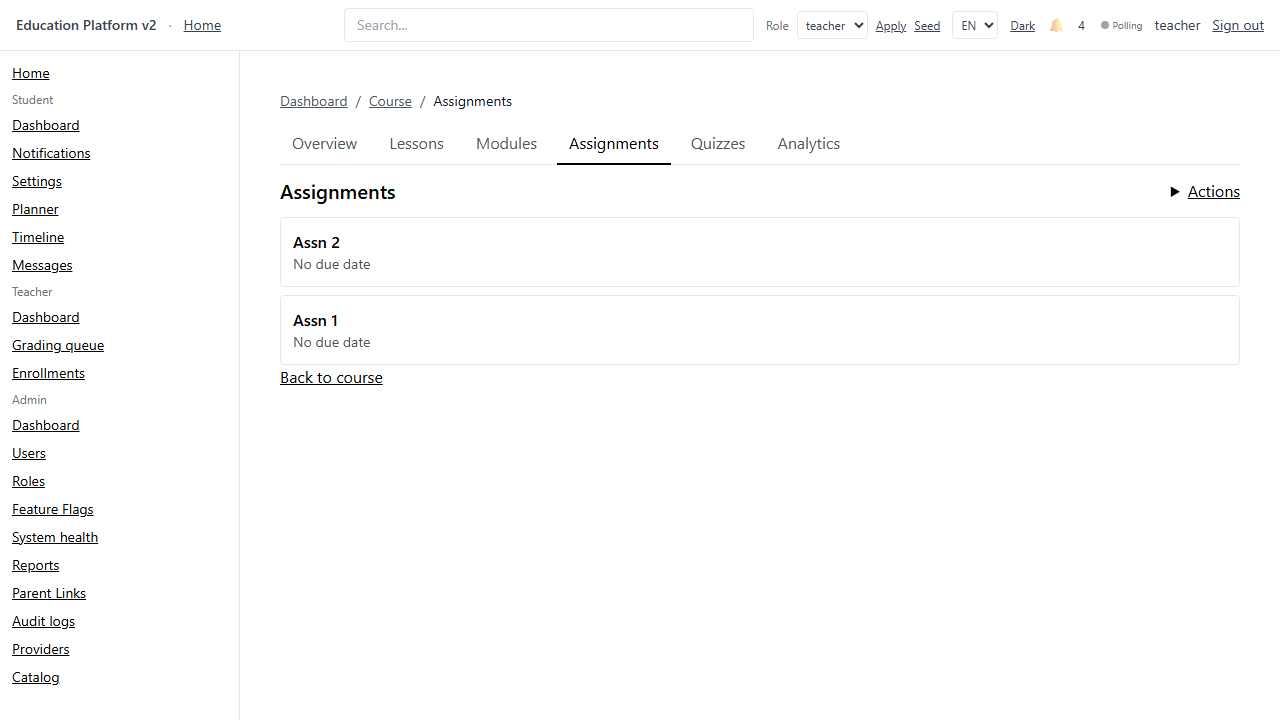 Education Platform v2 · Home
Search...
Role teacher Apply Seed EN Dark 4 Polling teacher Sign out
Home
Student
Dashboard
Notifications
Settings
Planner
Timeline
Messages
Teacher
Dashboard
Grading queue
Enrollments
Admin
Dashboard
Users
Roles
Feature Flags
System health
Reports
Parent Links
Audit logs
Providers
Catalog
Dashboard / Course / Assignments
Overview Lessons Modules Assignments Quizzes Analytics
Assignments
Actions
Assn 2
No due date
Assn 1
No due date
Back to course